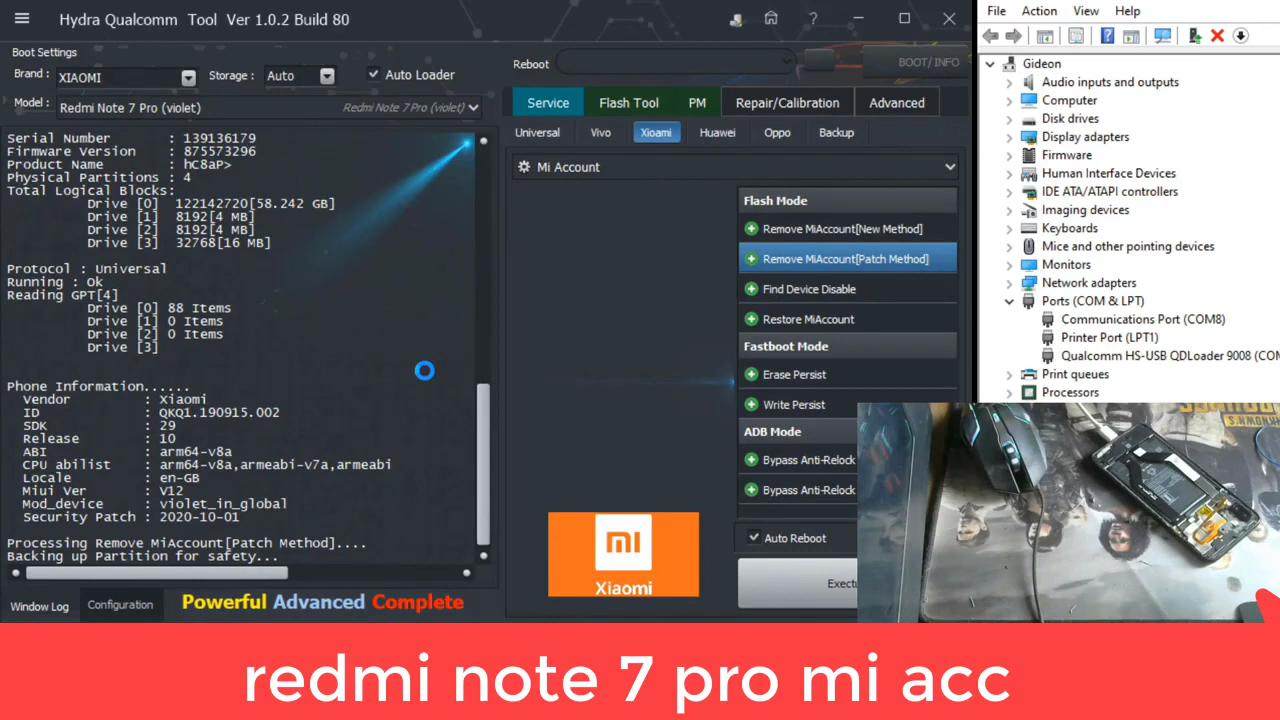 Hydra Qualcomm Tool Ver 1.0.2 Build 80
Boot Settings
Brand : XIAOMI Storage : Auto Auto Loader
Model : Redmi Note 7 Pro (violet) Redmi Note 7 Pro (violet)
Serial Number : 139136179
Firmware Version : 875573296
Product Name : hC8aP>
Physical Partitions : 4
Total Logical Blocks:
Drive [0] 122142720[58.242 GB]
Drive [1] 8192[4 MB]
Drive [2] 8192[4 MB]
Drive [3] 32768[16 MB]
Protocol : Universal
Running : Ok
Reading GPT[4]
Drive [0] 88 Items
Drive [1] 0 Items
Drive [2] 0 Items
Drive [3]
Phone Information......
Vendor : Xiaomi
ID : QKQ1.190915.002
SDK : 29
Release : 10
ABI : arm64-v8a
CPU abilist : arm64-v8a,armeabi-v7a,armeabi
Locale : en-GB
Miui Ver : V12
Mod_device : violet_in_global
Security Patch : 2020-10-01
Processing Remove MiAccount[Patch Method]....
Backing up Partition for safety...
Window Log Configuration Powerful Advanced Complete
Reboot BOOT/ INFO
Service Flash Tool PM Repair/Calibration Advanced
Universal Vivo Xioami Huawei Oppo Backup
Mi Account
Flash Mode
Remove MiAccount[New Method]
Remove MiAccount[Patch Method]
Find Device Disable
Restore MiAccount
Fastboot Mode
Erase Persist
Write Persist
ADB Mode
Bypass Anti-Relock
Bypass Anti-Relock
Auto Reboot
mi
Xiaomi
File Action View Help
Gideon
Audio inputs and outputs
Computer
Disk drives
Display adapters
Firmware
Human Interface Devices
IDE ATA/ATAPI controllers
Imaging devices
Keyboards
Mice and other pointing devices
Monitors
Network adapters
Ports (COM & LPT)
Communications Port (COM8)
Printer Port (LPT1)
Qualcomm HS-USB QDLoader 9008 (COM
Print queues
Processors
redmi note 7 pro mi acc